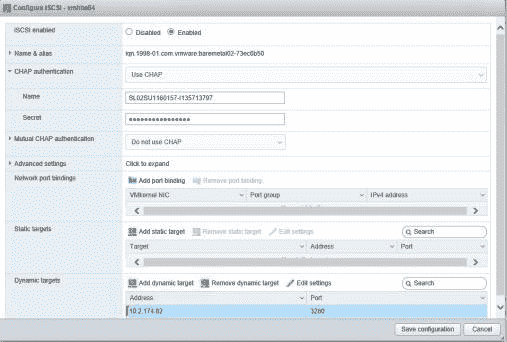 Configure iSCSI - vmhba64
iSCSI enabled
Disabled Enabled
Name & alias iqn.1998-01.com.vmware:baremetal02-73ec6b50
CHAP authentication Use CHAP
Name SL02SU1160157-I135713797
Secret
Mutual CHAP authentication Do not use CHAP
Advanced settings Click to expand
Network port bindings Add port binding Remove port binding
VMkernel NIC Port group IPv4 address
Static targets Add static target Remove static target Edit settings Search
Target Address Port
Dynamic targets Add dynamic target Remove dynamic target Edit settings Search
Address Port
10.2.174.82 3260
Save configuration Cancel